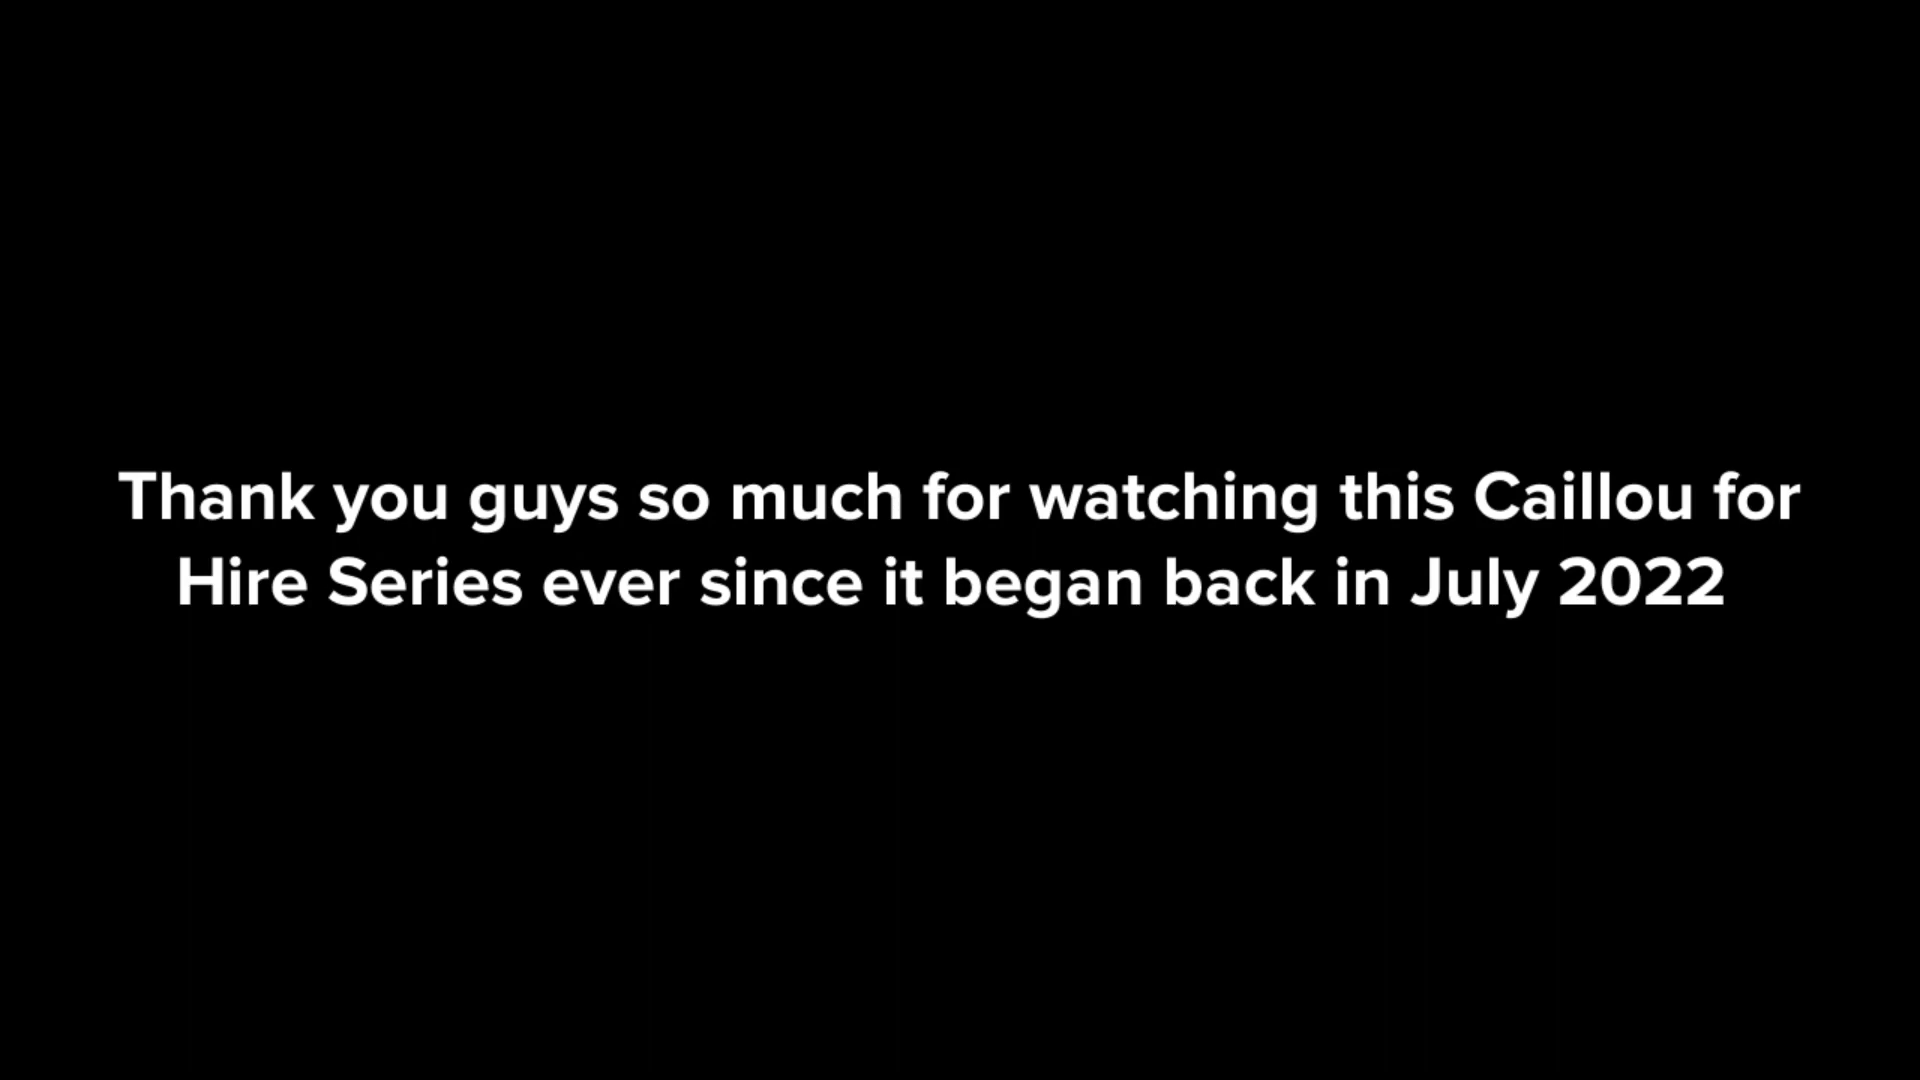 Thank you guys so much for watching this Caillou for
Hire Series ever since it began back in July 2022